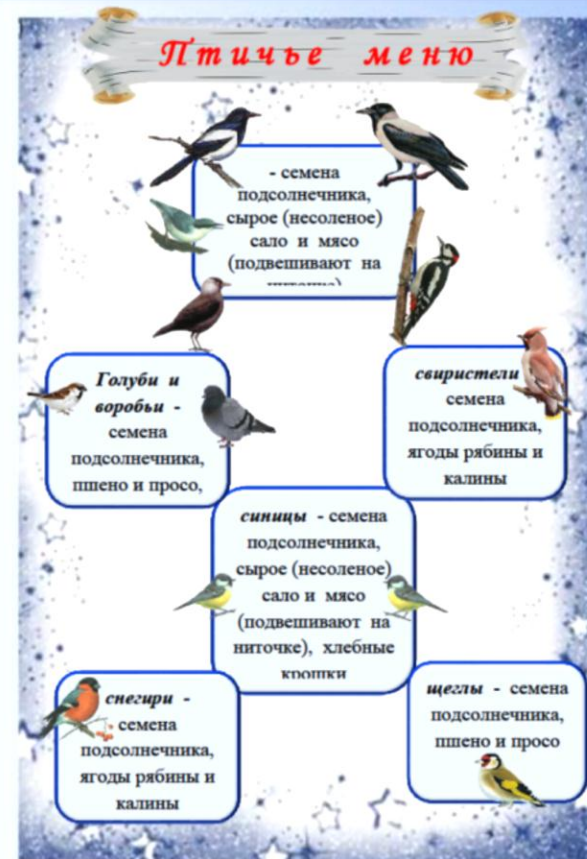 Птичье меню
- семена
подсолнечника,
сырое (несоленое)
сало и мясо
(подвешивают на
Голуби и
воробьи -
семена
подсолнечника,
пшено и просо,
свиристели
семена
подсолнечника,
ягоды рябины и
калины
синицы - семена
подсолнечника,
сырое (несоленое)
сало и мясо
(подвешивают на
ниточке), хлебные
крошки
снегири -
семена
подсолнечника,
ягоды рябины и
калины
щеглы - семена
подсолнечника,
пшено и просо